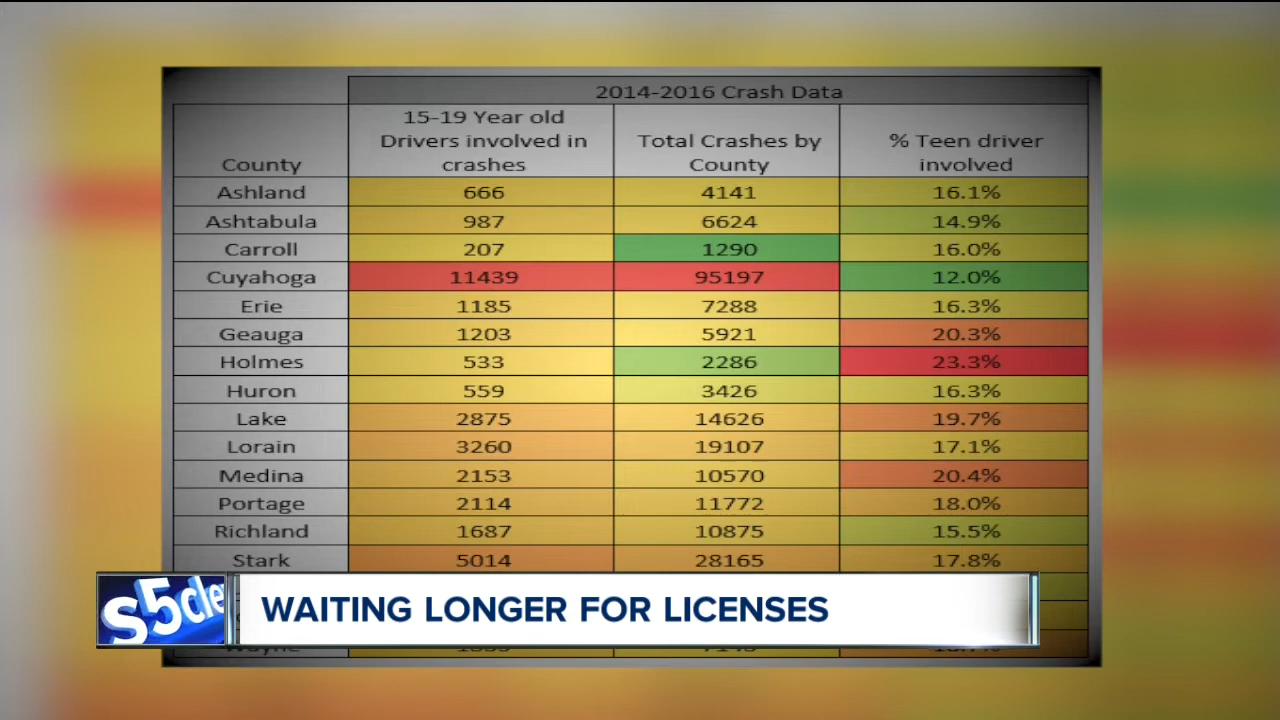 2014-2016 Crash Data
15-19 Year old
Drivers involved in
crashes
Total Crashes by
County
% Teen driver
involved
County
Ashland 666 4141 16.1%
Ashtabula 987 6624 14.9%
Carroll 207 1290 16.0%
Cuyahoga 11439 95197 12.0%
Erie 1185 7288 16.3%
Geauga 1203 5921 20.3%
Holmes 533 2286 23.3%
Huron 559 3426 16.3%
Lake 2875 14626 19.7%
Lorain 3260 19107 17.1%
Medina 2153 10570 20.4%
Portage 2114 11772 18.0%
Richland 1687 10875 15.5%
Stark 5014 28165 17.8%
S5cle
WAITING LONGER FOR LICENSES
Wayne